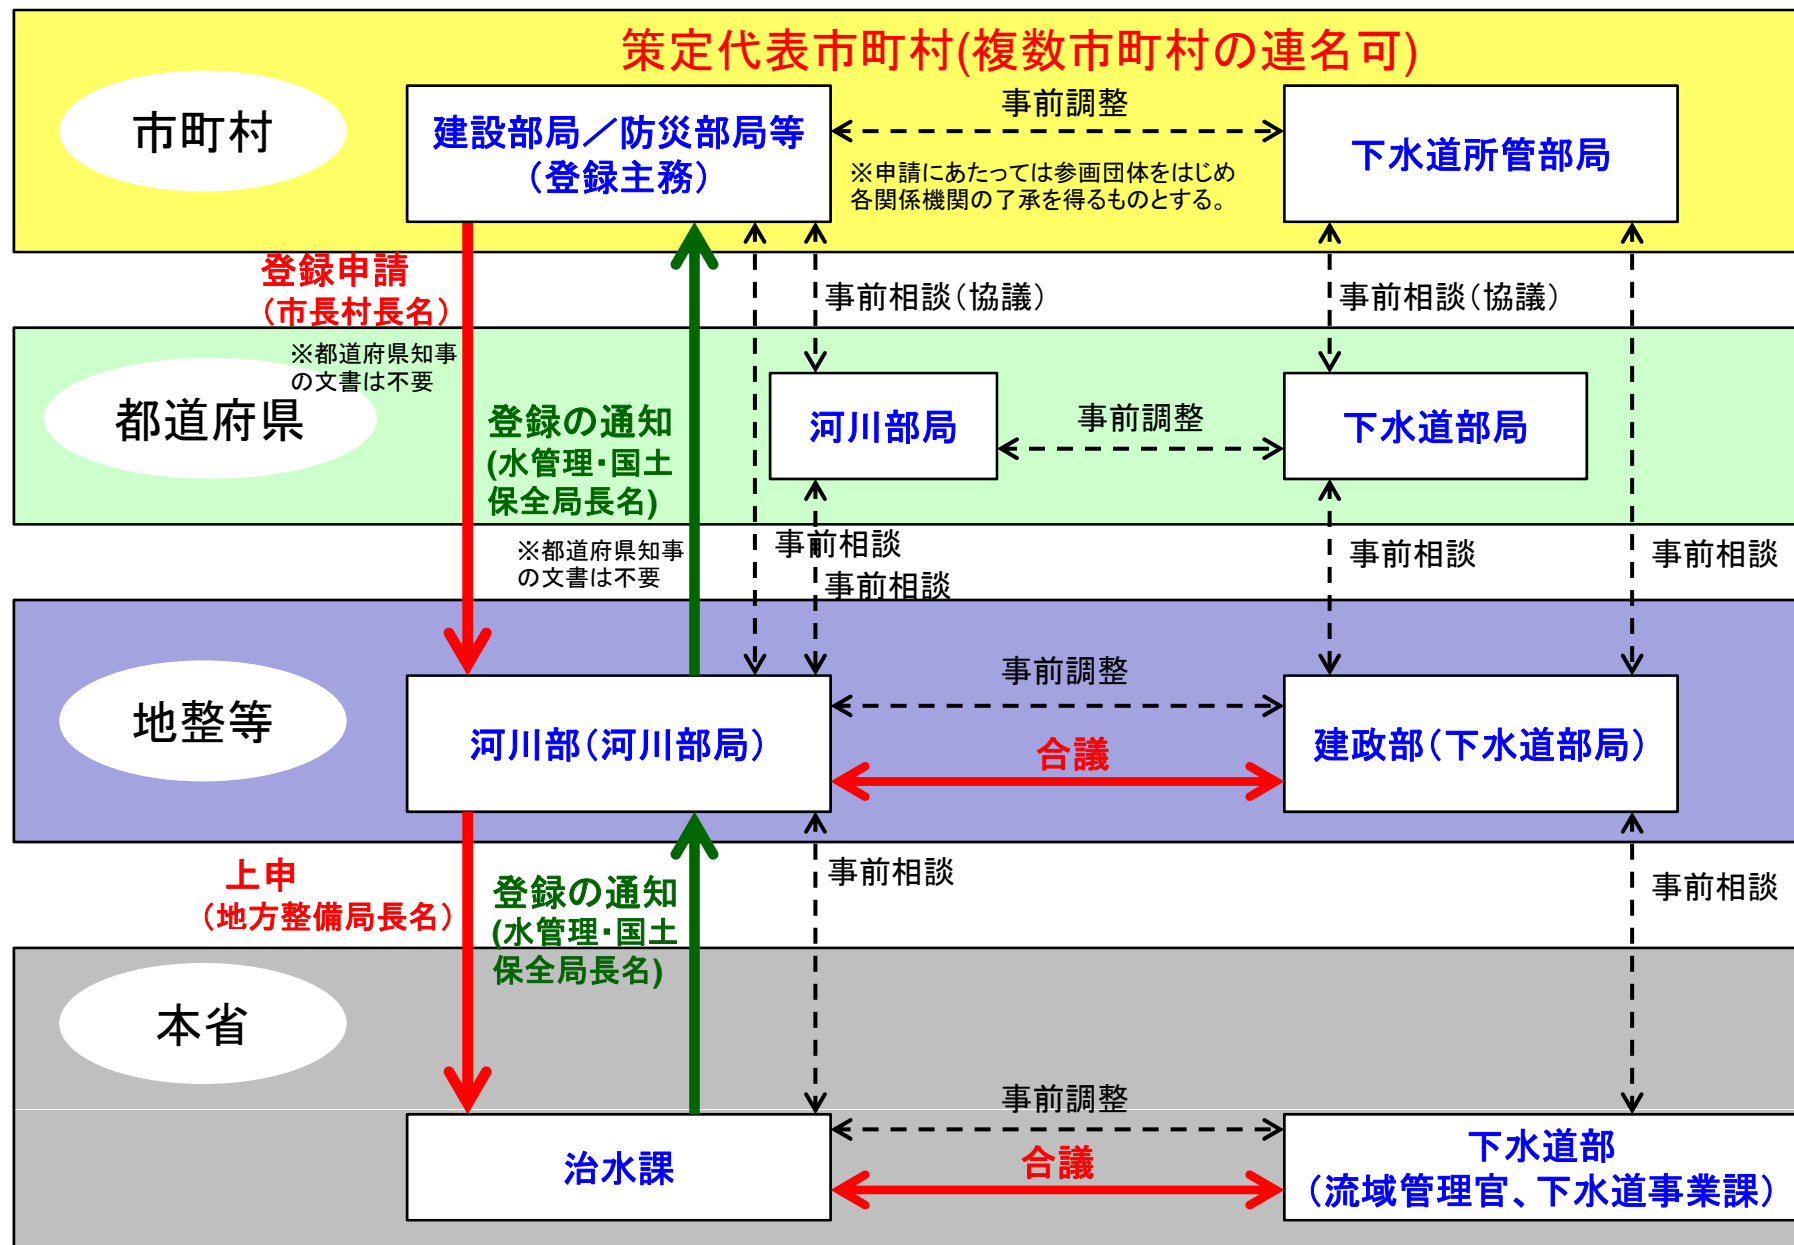 策定代表市町村(複数市町村の連名可)
市町村
建設部局／防災部局等
（登録主務）
事前調整
※申請にあたっては参画団体をはじめ
各関係機関の了承を得るものとする。
下水道所管部局
登録申請
（市長村長名）
事前相談（協議）
事前相談（協議）
※都道府県知事
の文書は不要
都道府県
登録の通知
(水管理・国土
保全局長名)
河川部局
事前調整
下水道部局
※都道府県知事
の文書は不要
事前相談
事前相談
事前相談
事前相談
地整等
河川部（河川部局）
事前調整
合議
建政部（下水道部局）
上申
（地方整備局長名）
登録の通知
(水管理・国土
保全局長名)
事前相談
事前相談
本省
治水課
事前調整
合議
下水道部
（流域管理官、下水道事業課）